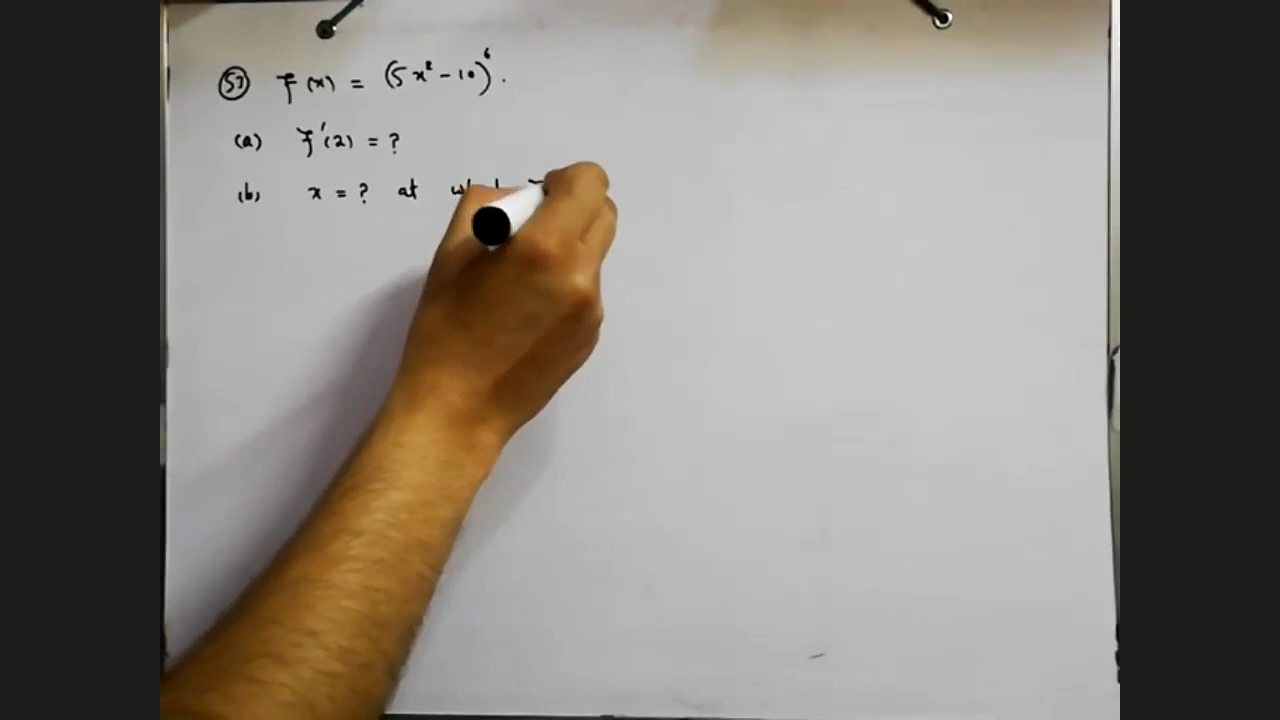 57 f(x) = (5x² - 10)⁶.
(a) f'(2) = ?
(b) x = ? at